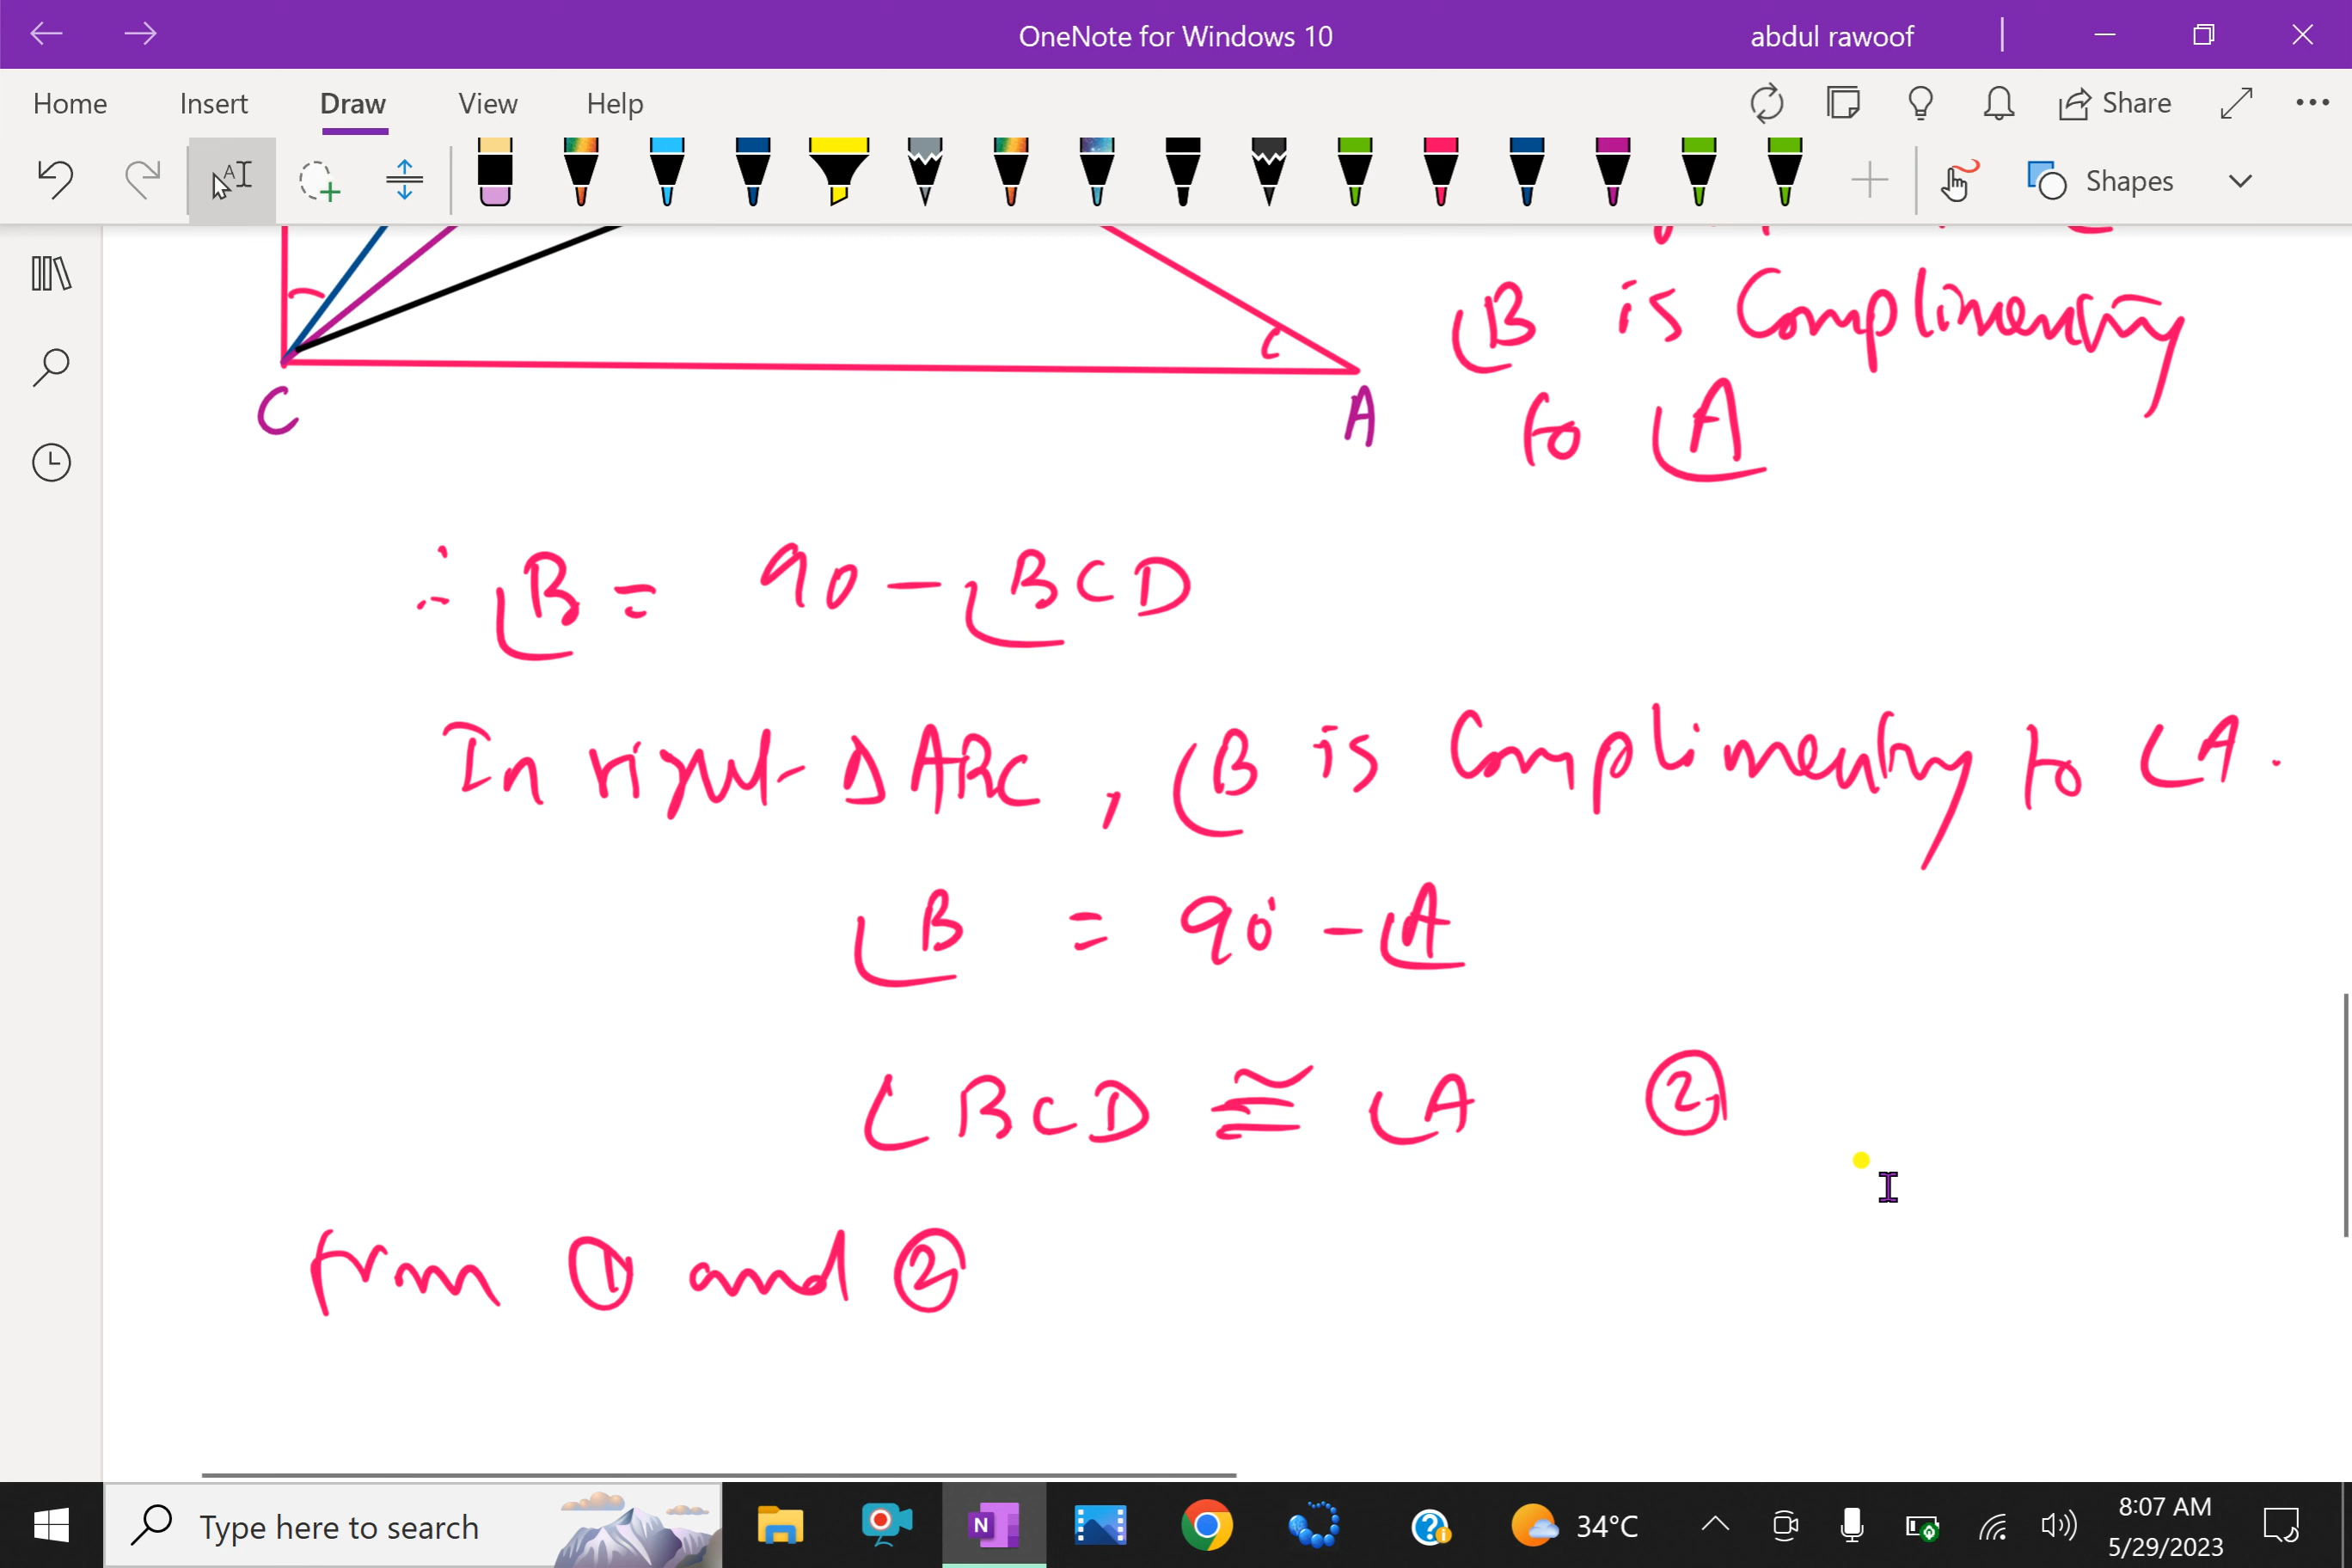 OneNote for Windows 10
abdul rawoof
Home Insert Draw View Help
Share
Shapes
∠B is Complimentry
to ∠A
C
A
∴ ∠B = 90 - ∠BCD
In right Δ ABC, ∠B is Complimentry to ∠A.
∠B = 90° - ∠A
∠BCD ≅ ∠A ②
from ① and ②
Type here to search
34°C
8:07 AM
5/29/2023